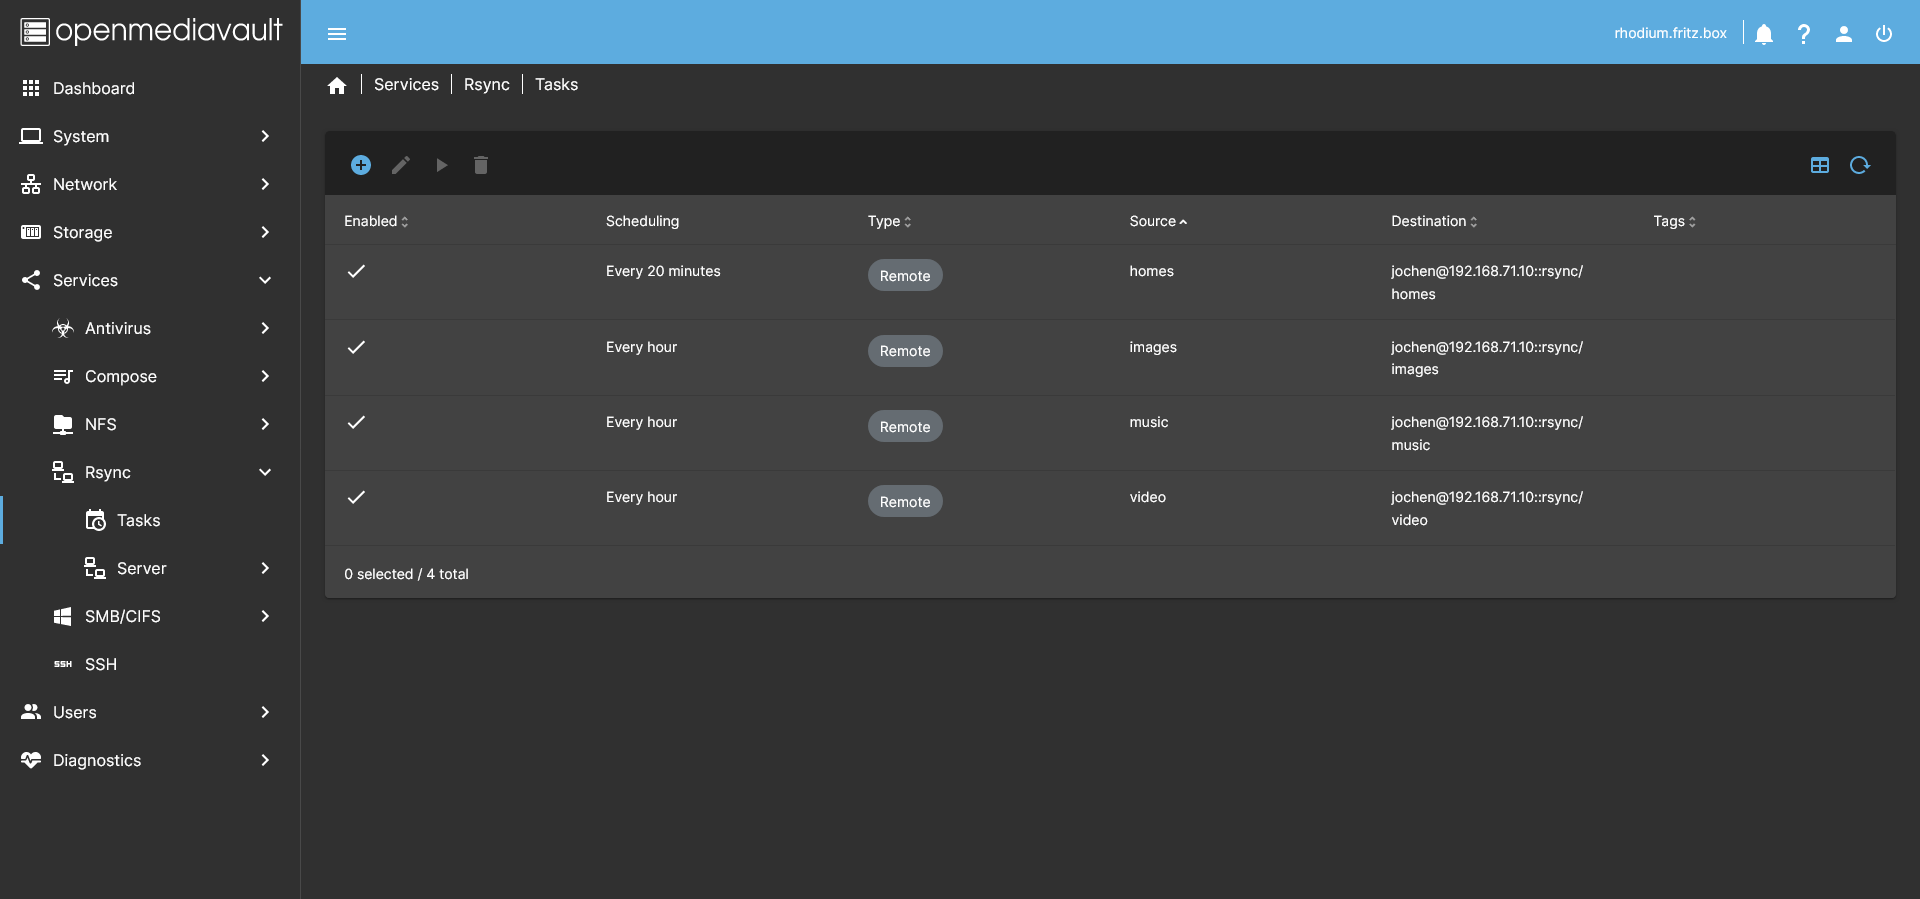 openmediavault
rhodium.fritz.box
Dashboard
System
Network
Storage
Services
Antivirus
Compose
NFS
Rsync
Tasks
Server
SMB/CIFS
SSH
SSH
Users
Diagnostics
Services | Rsync | Tasks
Enabled Scheduling Type Source Destination Tags
Every 20 minutes Remote homes jochen@192.168.71.10::rsync/
homes
Every hour Remote images jochen@192.168.71.10::rsync/
images
Every hour Remote music jochen@192.168.71.10::rsync/
music
Every hour Remote video jochen@192.168.71.10::rsync/
video
0 selected / 4 total